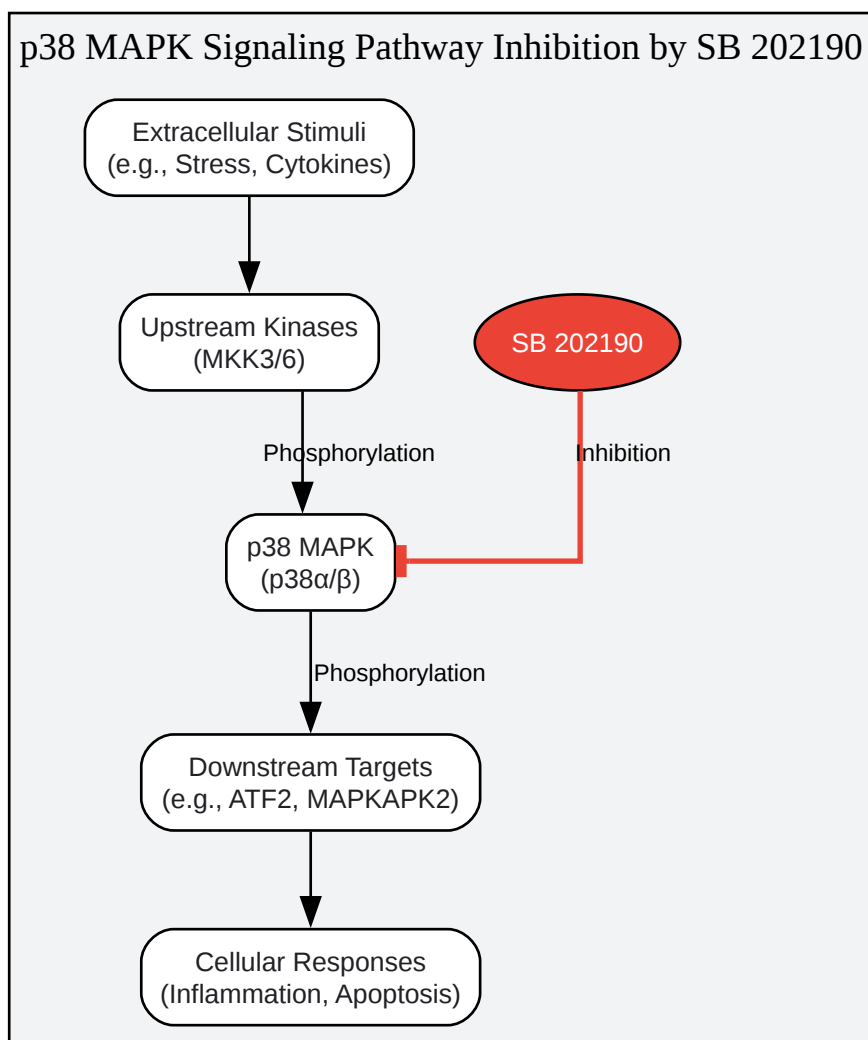 p38 MAPK Signaling Pathway Inhibition by SB 202190
Extracellular Stimuli
(e.g., Stress, Cytokines)
Upstream Kinases
(MKK3/6)
SB 202190
Phosphorylation
Inhibition
p38 MAPK
(p38α/β)
Phosphorylation
Downstream Targets
(e.g., ATF2, MAPKAPK2)
Cellular Responses
(Inflammation, Apoptosis)